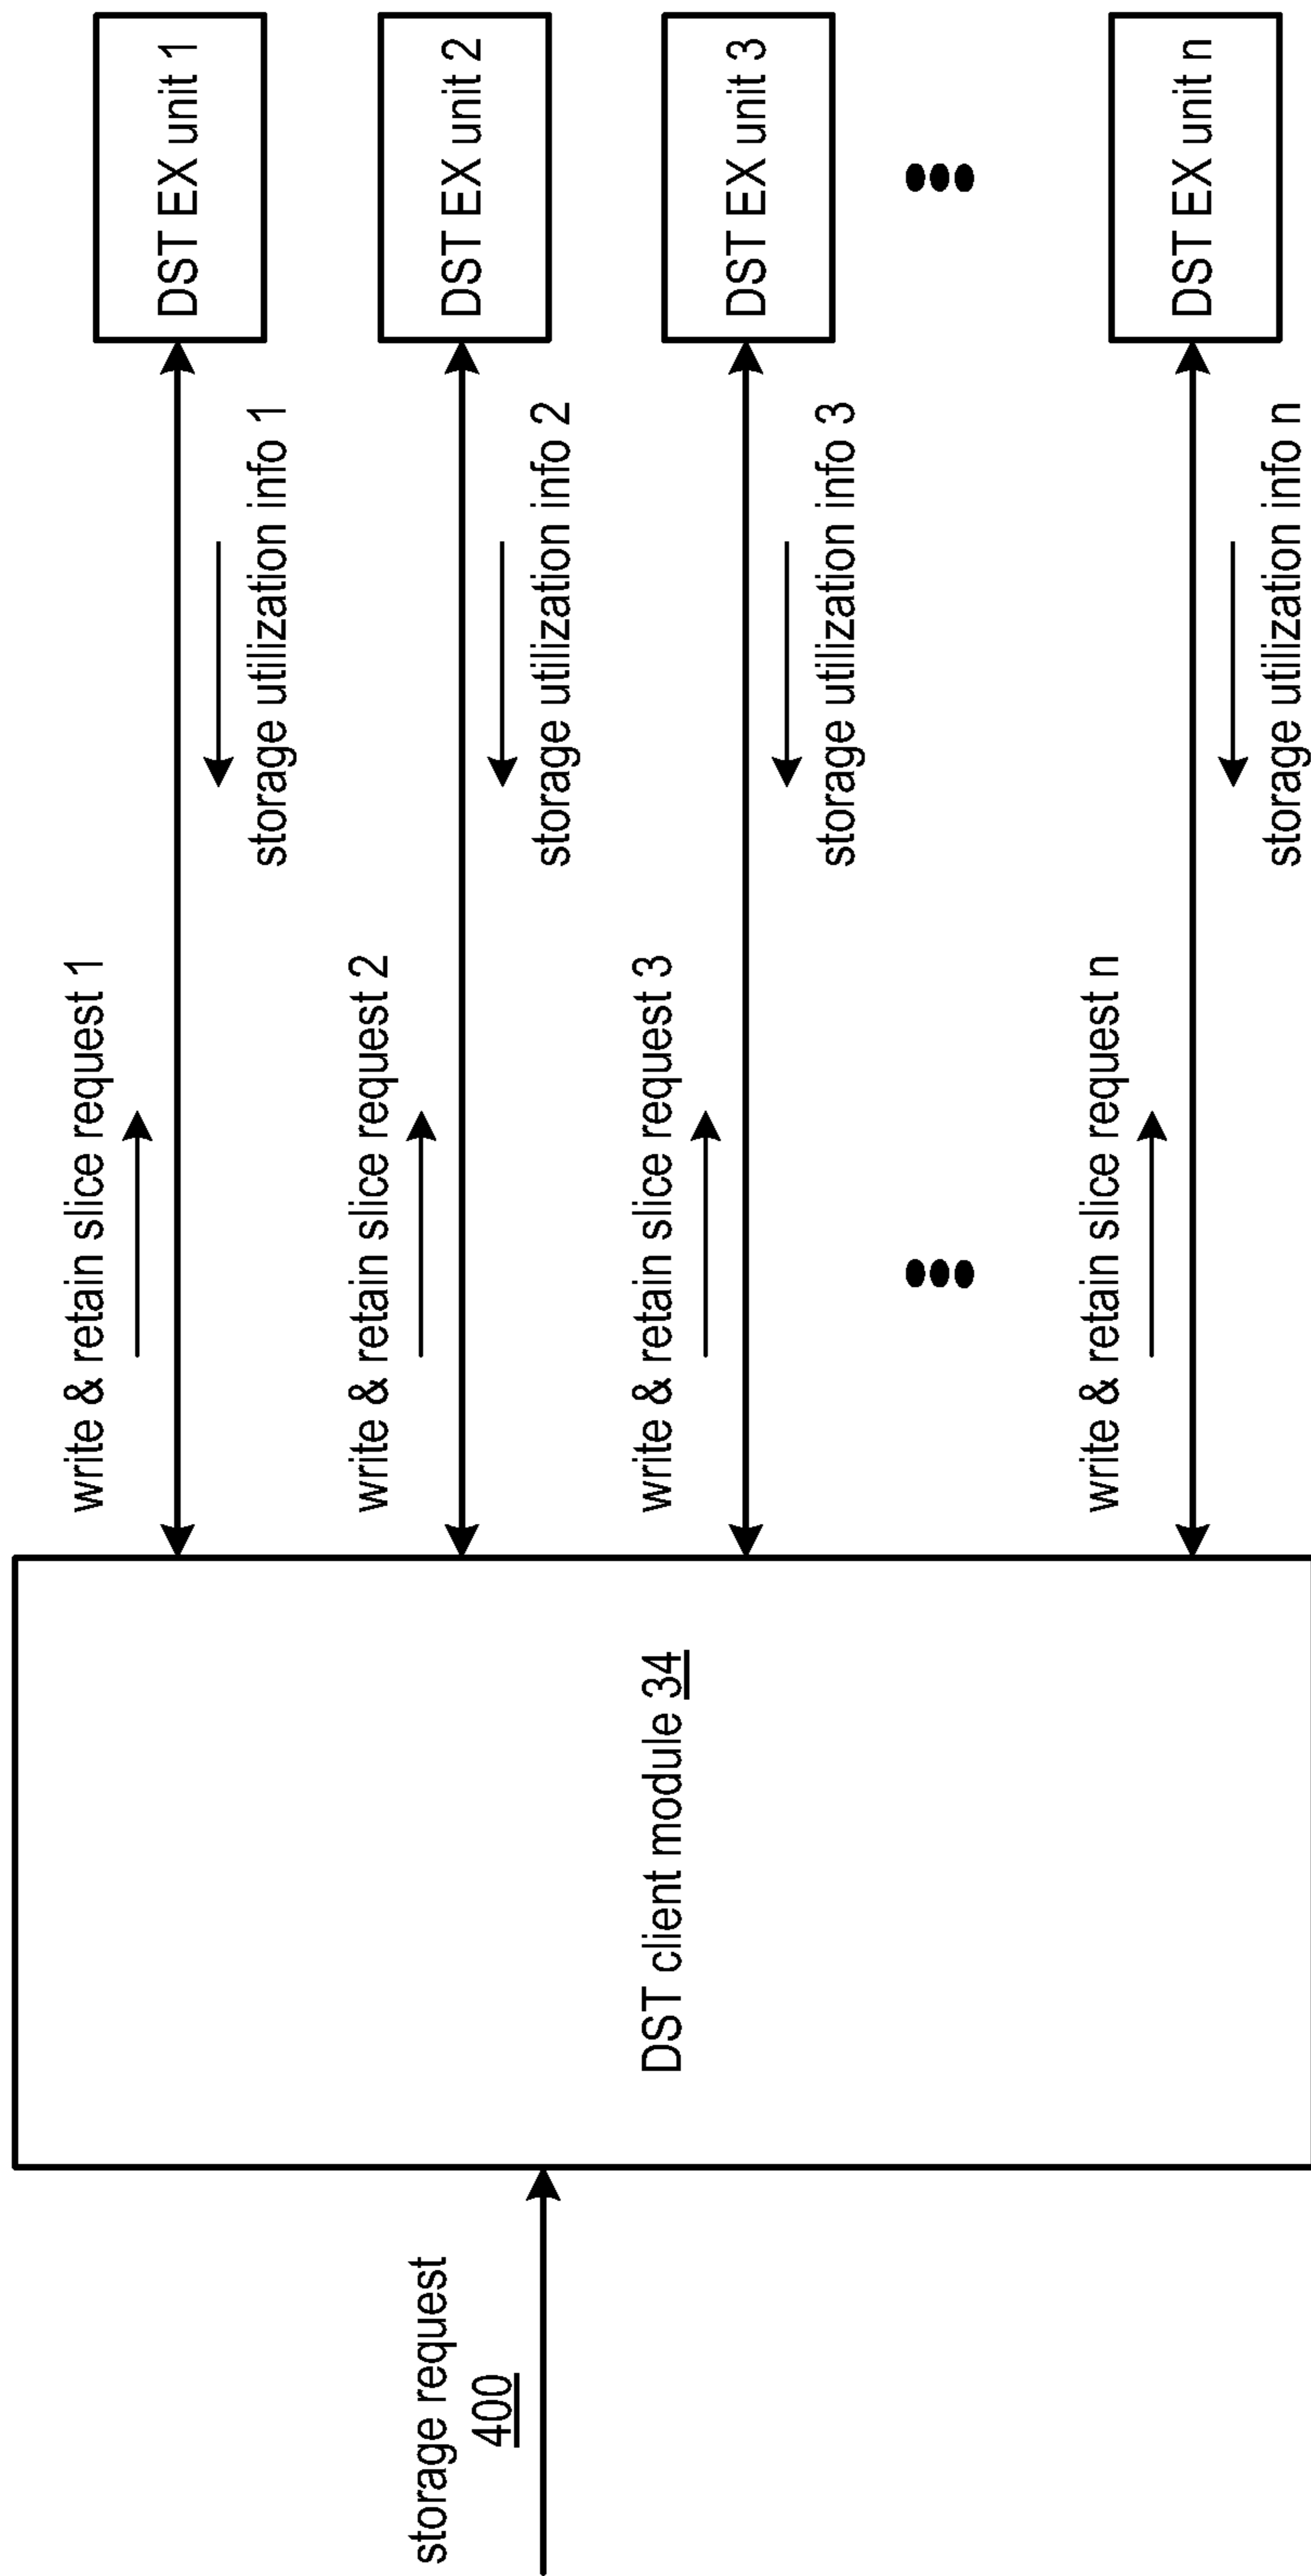 storage request
400
DST client module 34
write & retain slice request 1
storage utilization info 1
DST EX unit 1
write & retain slice request 2
storage utilization info 2
DST EX unit 2
write & retain slice request 3
storage utilization info 3
DST EX unit 3
write & retain slice request n
storage utilization info n
DST EX unit n